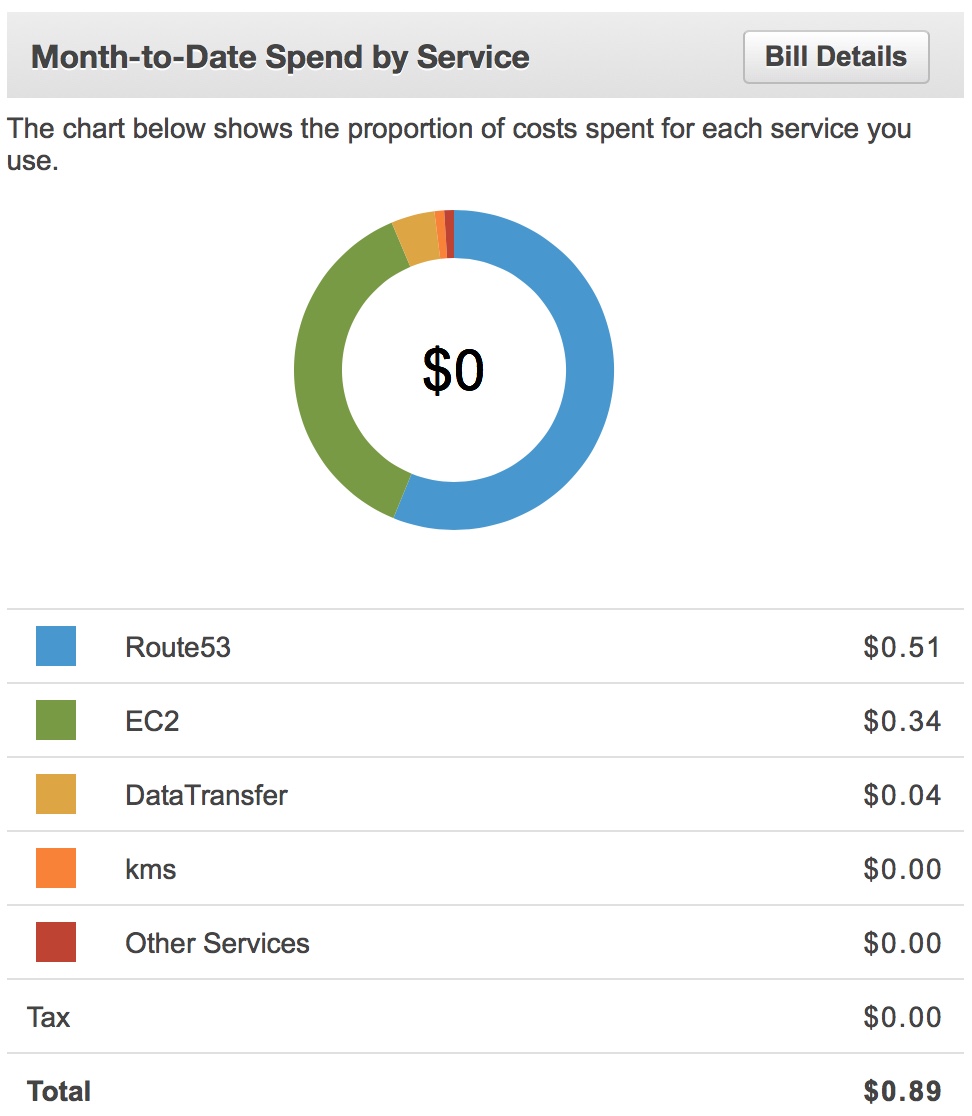 Month-to-Date Spend by Service
Bill Details
The chart below shows the proportion of costs spent for each service you
use.
$0
Route53 $0.51
EC2 $0.34
DataTransfer $0.04
kms $0.00
Other Services $0.00
Tax $0.00
Total $0.89